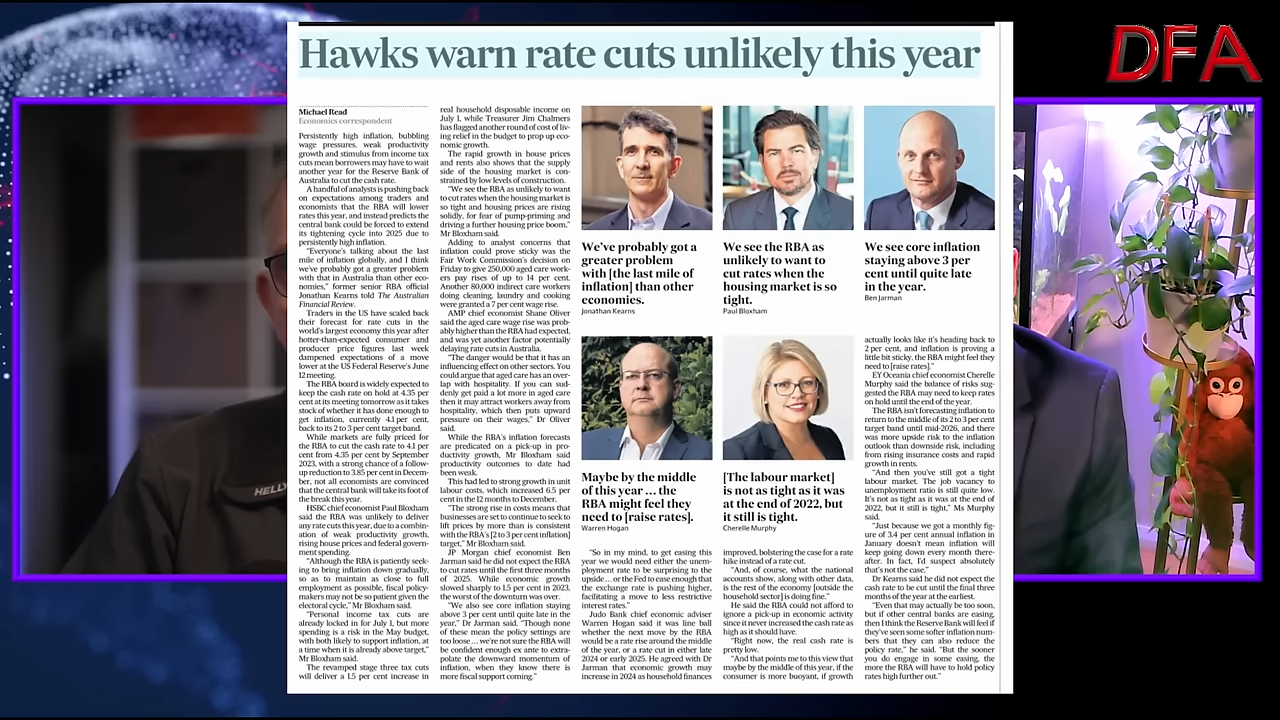 Hawks warn rate cuts unlikely this year
DFA
Michael Read
Economics correspondent
Persistently high inflation, bubbling
wage pressures, weak productivity
growth and stimulus from income tax
cuts mean borrowers may have to wait
another year for the Reserve Bank of
Australia to cut the cash rate.
A handful of analysts is pushing back
on expectations among traders and
economists that the RBA will lower
rates this year, and instead predicts the
central bank could be forced to extend
its tightening cycle into 2025 due to
persistently high inflation.
"Everyone's talking about the last
mile of inflation globally, and I think
we've probably got a greater problem
with that in Australia than other eco-
nomies," former senior RBA official
Jonathan Kearns told The Australian
Financial Review.
Traders in the US have scaled back
their forecast for rate cuts in the
world's largest economy this year after
hotter-than-expected consumer and
producer price figures last week
dampened expectations of a move
lower at the US Federal Reserve's June
12 meeting.
The RBA board is widely expected to
keep the cash rate on hold at 4.35 per
cent at its meeting tomorrow as it takes
stock of whether it has done enough to
get inflation, currently 4.1 per cent,
back to its 2 to 3 per cent target band.
While markets are fully priced for
the RBA to cut the cash rate to 4.1 per
cent from 4.35 per cent by September
2023, with a strong chance of a follow-
up reduction to 3.85 per cent in Decem-
ber, not all economists are convinced
that the central bank will take its foot of
the break this year.
HSBC chief economist Paul Bloxham
said the RBA was unlikely to deliver
any rate cuts this year, due to a combin-
ation of weak productivity growth,
rising house prices and federal govern-
ment spending.
"Although the RBA is patiently seek-
ing to bring inflation down gradually,
so as to maintain as close to full
employment as possible, fiscal policy-
makers may not be so patient given the
electoral cycle," Mr Bloxham said.
"Personal income tax cuts are
already locked in for July 1, but more
spending is a risk in the May budget,
with both likely to support inflation, at
a time when it is already above target,"
Mr Bloxham said.
The revamped stage three tax cuts
will deliver a 1.5 per cent increase in
real household disposable income on
July 1, while Treasurer Jim Chalmers
has flagged another round of cost of liv-
ing relief in the budget to prop up eco-
nomic growth.
The rapid growth in house prices
and rents also shows that the supply
side of the housing market is con-
strained by low levels of construction.
"We see the RBA as unlikely to want
to cut rates when the housing market is
so tight and housing prices are rising
solidly, for fear of pump-priming and
driving a further housing price boom,"
Mr Bloxham said.
Adding to analyst concerns that
inflation could prove sticky was the
Fair Work Commission's decision on
Friday to give 250,000 aged care work-
ers pay rises of up to 14 per cent.
Another 80,000 indirect care workers
doing cleaning, laundry and cooking
were granted a 7 per cent wage rise.
AMP chief economist Shane Oliver
said the aged care wage rise was prob-
ably higher than the RBA had expected,
and was yet another factor potentially
delaying rate cuts in Australia.
"The danger would be that it has an
influencing effect on other sectors. You
could argue that aged care has an over-
lap with hospitality. If you can sud-
denly get paid a lot more in aged care
then it may attract workers away from
hospitality, which then puts upward
pressure on their wages," Dr Oliver
said.
While the RBA's inflation forecasts
are predicated on a pick-up in pro-
ductivity growth, Mr Bloxham said
productivity outcomes to date had
been weak.
This had led to strong growth in unit
labour costs, which increased 6.5 per
cent in the 12 months to December.
"The strong rise in costs means that
businesses are set to continue to seek to
lift prices by more than is consistent
with the RBA's [2 to 3 per cent inflation]
target," Mr Bloxham said.
JP Morgan chief economist Ben
Jarman said he did not expect the RBA
to cut until the first three months
of 2025. While economic growth
slowed sharply to 1.5 per cent in 2023,
the worst of the downturn was over.
"We also see core inflation staying
above 3 per cent until quite late in the
year," Dr Jarman said. "Though none
of these mean the policy settings are
too loose ... we're not sure the RBA will
be confident enough ex ante to extra-
polate the downward momentum of
inflation, when they know there is
more fiscal support coming."
We've probably got a
greater problem
with [the last mile of
inflation] than other
economies.
Jonathan Kearns
We see the RBA as
unlikely to want to
cut rates when the
housing market is so
tight.
Paul Bloxham
We see core inflation
staying above 3 per
cent until quite late
in the year.
Ben Jarman
Maybe by the middle
of this year ... the
RBA might feel they
need to [raise rates].
Warren Hogan
[The labour market]
is not as tight as it was
at the end of 2022, but
it still is tight.
Cherelle Murphy
"So in my mind, to get easing this
year we would need either the unem-
ployment rate to be surprising to the
upside ... or the Fed to ease enough that
the exchange rate is pushing higher,
facilitating a move to less restrictive
interest rates."
Judo Bank chief economic adviser
Warren Hogan said it was line ball
whether the next move by the RBA
would be a rate rise around the middle
of the year, or a rate cut in either late
2024 or early 2025. He agreed with Dr
Jarman that economic growth may
increase in 2024 as household finances
improved, bolstering the case for a rate
hike instead of a rate cut.
"And, of course, what the national
accounts show, along with other data,
is the rest of the economy [outside the
household sector] is doing fine."
He said the RBA could not afford to
ignore a pick-up in economic activity
since it never increased the cash rate as
high as it should have.
"Right now, the real cash rate is
pretty low.
"And that points me to this view that
maybe by the middle of this year, if the
consumer is more buoyant, if growth
actually looks like it's heading back to
2 per cent, and inflation is proving a
little bit sticky, the RBA might feel they
need to [raise rates]."
EY Oceania chief economist Cherelle
Murphy said the balance of risks sug-
gested the RBA may need to keep rates
on hold until the end of the year.
The RBA isn't forecasting inflation to
return to the middle of its 2 to 3 per cent
target band until mid-2026, and there
was more upside risk to the inflation
outlook than downside risk, including
from rising insurance costs and rapid
growth in rents.
"And then you've still got a tight
labour market. The job vacancy to
unemployment ratio is still quite low.
It's not as tight as it was at the end of
2022, but it still is tight," Ms Murphy
said.
"Just because we got a monthly fig-
ure of 3.4 per cent annual inflation in
January doesn't mean inflation will
keep going down every month there-
after. In fact, I'd suspect absolutely
that's not the case."
Dr Kearns said he did not expect the
cash rate to be cut until the final three
months of the year at the earliest.
"Even that may actually be too soon,
but if other central banks are easing,
then I think the Reserve Bank will feel if
they've seen some softer inflation num-
bers that they can also reduce the
policy rate," he said. "But the sooner
you do engage in some easing, the
more the RBA will have to hold policy
rates high further out."
HELLY